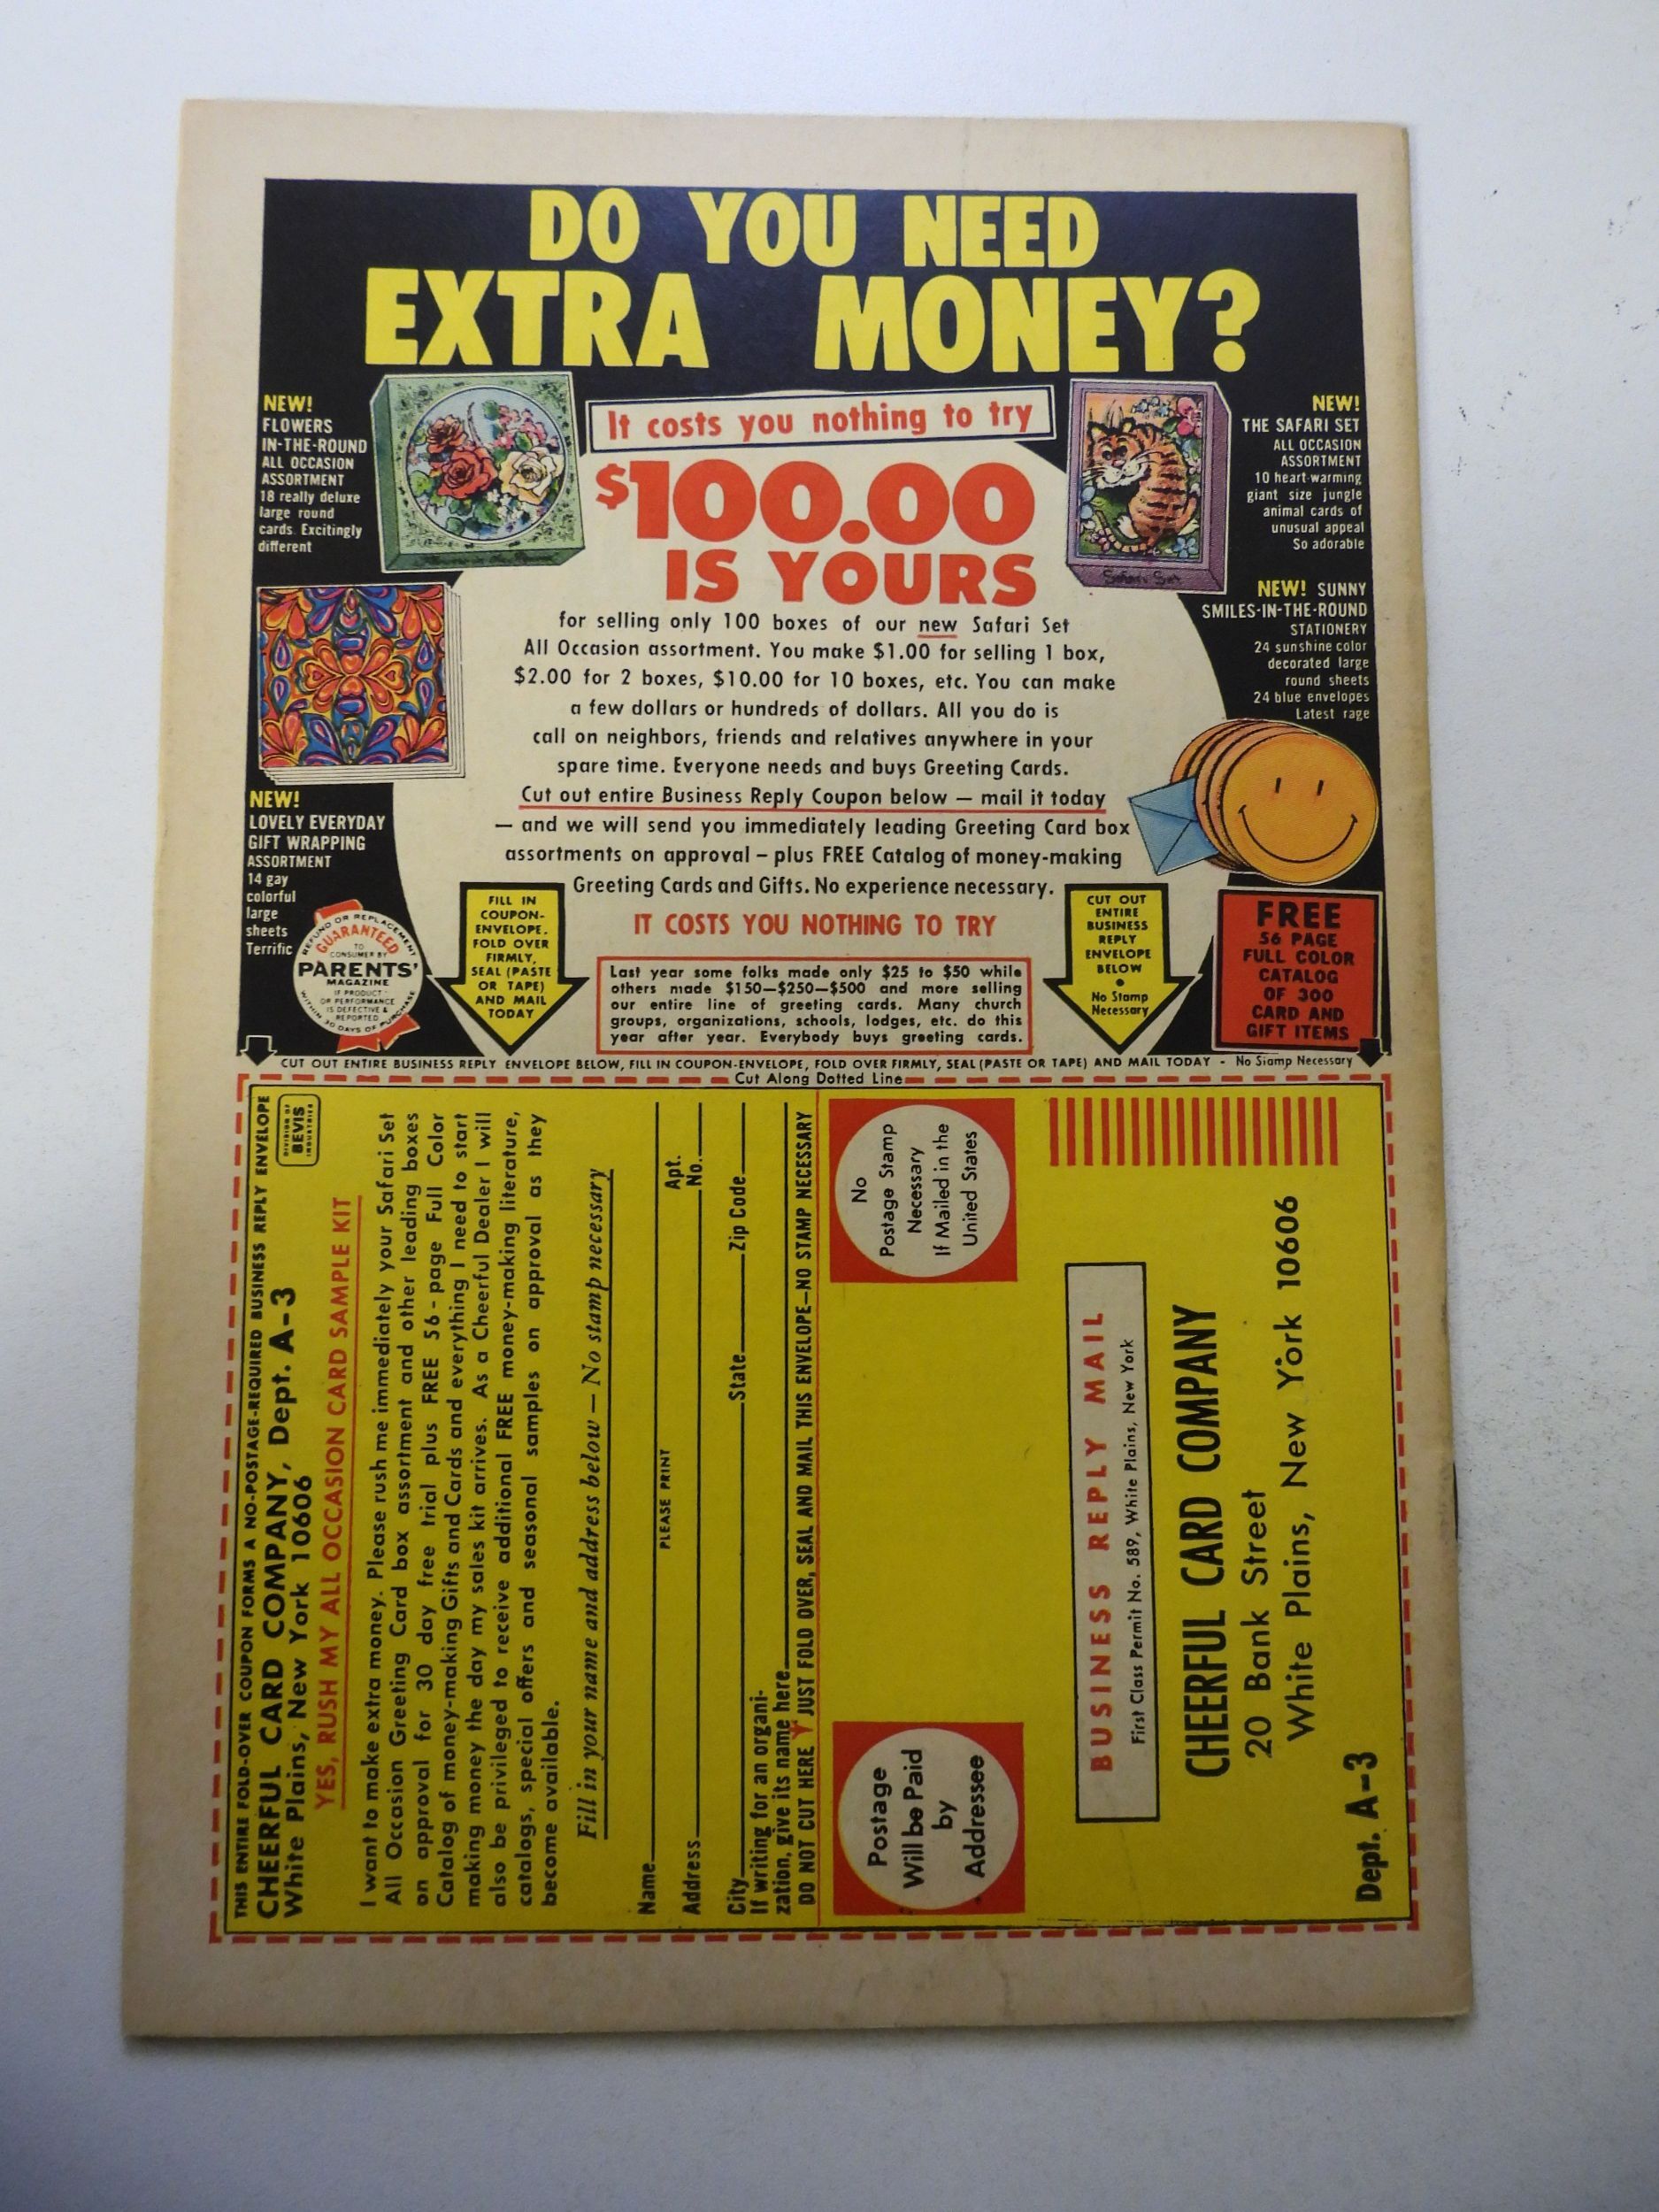 DO YOU NEED
EXTRA MONEY?
NEW!
FLOWERS
IN-THE-ROUND
ALL OCCASION
ASSORTMENT
18 really deluxe
large round
cards. Excitingly
different
It costs you nothing to try
$100.00
IS YOURS
NEW!
THE SAFARI SET
ALL OCCASION
ASSORTMENT
10 heart-warming
giant size jungle
animal cards of
unusual appeal
So adorable
Safari Set
NEW! SUNNY
SMILES-IN-THE-ROUND
STATIONERY
24 sunshine color
decorated large
round sheets
24 blue envelopes
Latest rage
for selling only 100 boxes of our new Safari Set
All Occasion assortment. You make $1.00 for selling 1 box,
$2.00 for 2 boxes, $10.00 for 10 boxes, etc. You can make
a few dollars or hundreds of dollars. All you do is
call on neighbors, friends and relatives anywhere in your
spare time. Everyone needs and buys Greeting Cards.
Cut out entire Business Reply Coupon below — mail it today
— and we will send you immediately leading Greeting Card box
assortments on approval – plus FREE Catalog of money-making
Greeting Cards and Gifts. No experience necessary.
IT COSTS YOU NOTHING TO TRY
NEW!
LOVELY EVERYDAY
GIFT WRAPPING
ASSORTMENT
14 gay
colorful
large
sheets
Terrific
REFUND OR REPLACEMENT
GUARANTEED
TO
CONSUMER BY
PARENTS'
MAGAZINE
IF PRODUCT
OR PERFORMANCE
IS DEFECTIVE &
REPORTED
WITHIN 30 DAYS OF PURCHASE
FILL IN
COUPON-
ENVELOPE.
FOLD OVER
FIRMLY,
SEAL (PASTE
OR TAPE)
AND MAIL
TODAY
Last year some folks made only $25 to $50 while
others made $150—$250—$500 and more selling
our entire line of greeting cards. Many church
groups, organizations, schools, lodges, etc. do this
year after year. Everybody buys greeting cards.
CUT OUT
ENTIRE
BUSINESS
REPLY
ENVELOPE
BELOW
•
No Stamp
Necessary
FREE
56 PAGE
FULL COLOR
CATALOG
OF 300
CARD AND
GIFT ITEMS
CUT OUT ENTIRE BUSINESS REPLY ENVELOPE BELOW, FILL IN COUPON-ENVELOPE, FOLD OVER FIRMLY, SEAL (PASTE OR TAPE) AND MAIL TODAY - No Stamp Necessary
Cut Along Dotted Line
THIS ENTIRE FOLD-OVER COUPON FORMS A NO-POSTAGE-REQUIRED BUSINESS REPLY ENVELOPE
CHEERFUL CARD COMPANY, Dept. A-3
White Plains, New York 10606
DIVISION OF
BEVIS
INDUSTRIES
YES, RUSH MY ALL OCCASION CARD SAMPLE KIT
I want to make extra money. Please rush me immediately your Safari Set
All Occasion Greeting Card box assortment and other leading boxes
on approval for 30 day free trial plus FREE 56-page Full Color
Catalog of money-making Gifts and Cards and everything I need to start
making money the day my sales kit arrives. As a Cheerful Dealer I will
also be privileged to receive additional FREE money-making literature,
catalogs, special offers and seasonal samples on approval as they
become available.
Fill in your name and address below — No stamp necessary
Name
PLEASE PRINT
Address
Apt.
No.
City
State
Zip Code
If writing for an organi-
zation, give its name here
DO NOT CUT HERE JUST FOLD OVER, SEAL AND MAIL THIS ENVELOPE—NO STAMP NECESSARY
Postage
Will be Paid
by
Addressee
No
Postage Stamp
Necessary
If Mailed in the
United States
BUSINESS REPLY MAIL
First Class Permit No. 589, White Plains, New York
CHEERFUL CARD COMPANY
20 Bank Street
White Plains, New York 10606
Dept. A-3